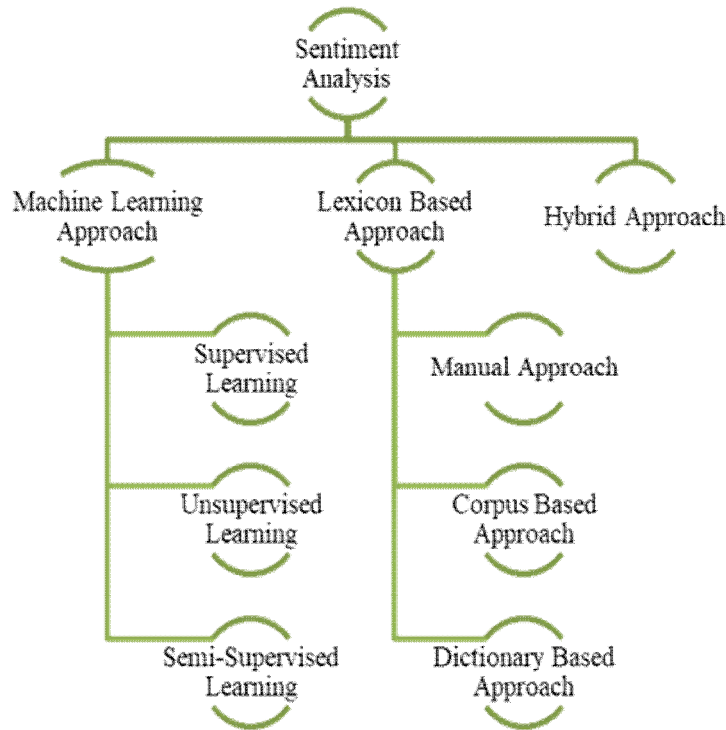 Sentiment
Analysis
Machine Learning
Approach
Lexicon Based
Approach
Hybrid Approach
Supervised
Learning
Manual Approach
Unsupervised
Learning
Corpus Based
Approach
Semi-Supervised
Learning
Dictionary Based
Approach